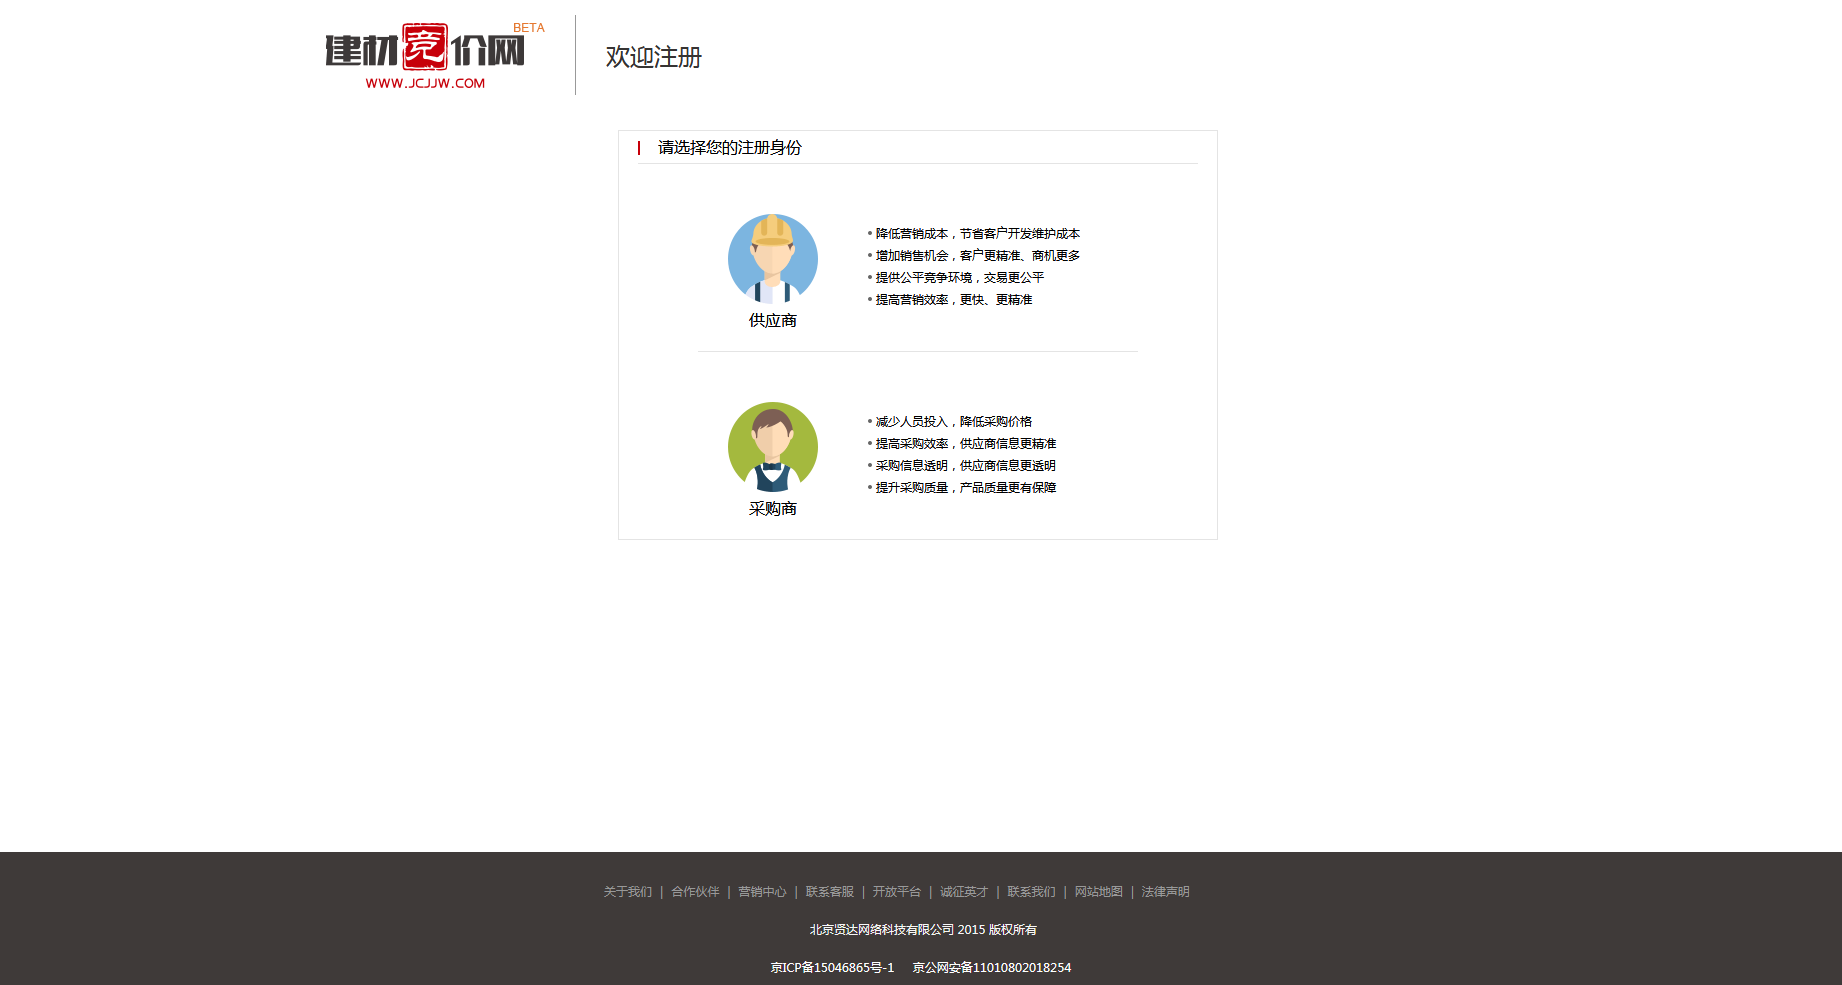 建材竞价网 BETA
WWW.JCJJW.COM
欢迎注册
请选择您的注册身份
• 降低营销成本，节省客户开发维护成本
• 增加销售机会，客户更精准、商机更多
• 提供公平竞争环境，交易更公平
• 提高营销效率，更快、更精准
供应商
• 减少人员投入，降低采购价格
• 提高采购效率，供应商信息更精准
• 采购信息透明，供应商信息更透明
• 提升采购质量，产品质量更有保障
采购商
关于我们 | 合作伙伴 | 营销中心 | 联系客服 | 开放平台 | 诚征英才 | 联系我们 | 网站地图 | 法律声明
北京贤达网络科技有限公司 2015 版权所有
京ICP备15046865号-1 京公网安备11010802018254